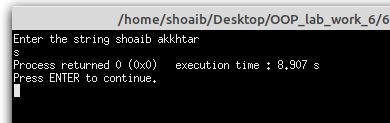 /home/shoaib/Desktop/OOP_lab_work_6/6
Enter the string shoaib akkhtar
s
Process returned 0 (0x0)   execution time : 8.907 s
Press ENTER to continue.